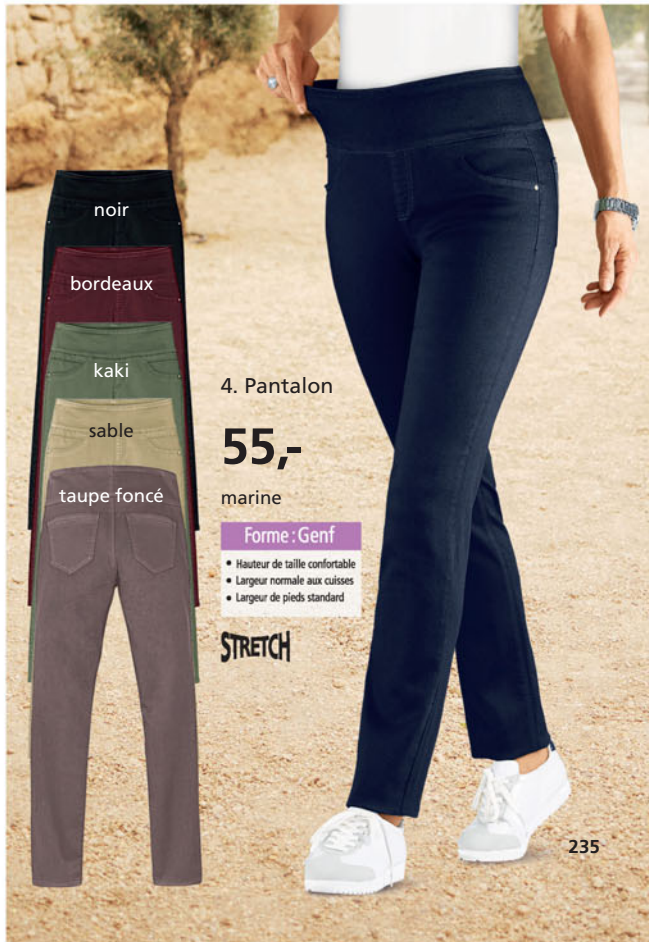 noir
bordeaux
kaki
sable
taupe foncé
4. Pantalon
55,-
marine
Forme : Genf
• Hauteur de taille confortable
• Largeur normale aux cuisses
• Largeur de pieds standard
STRETCH
235